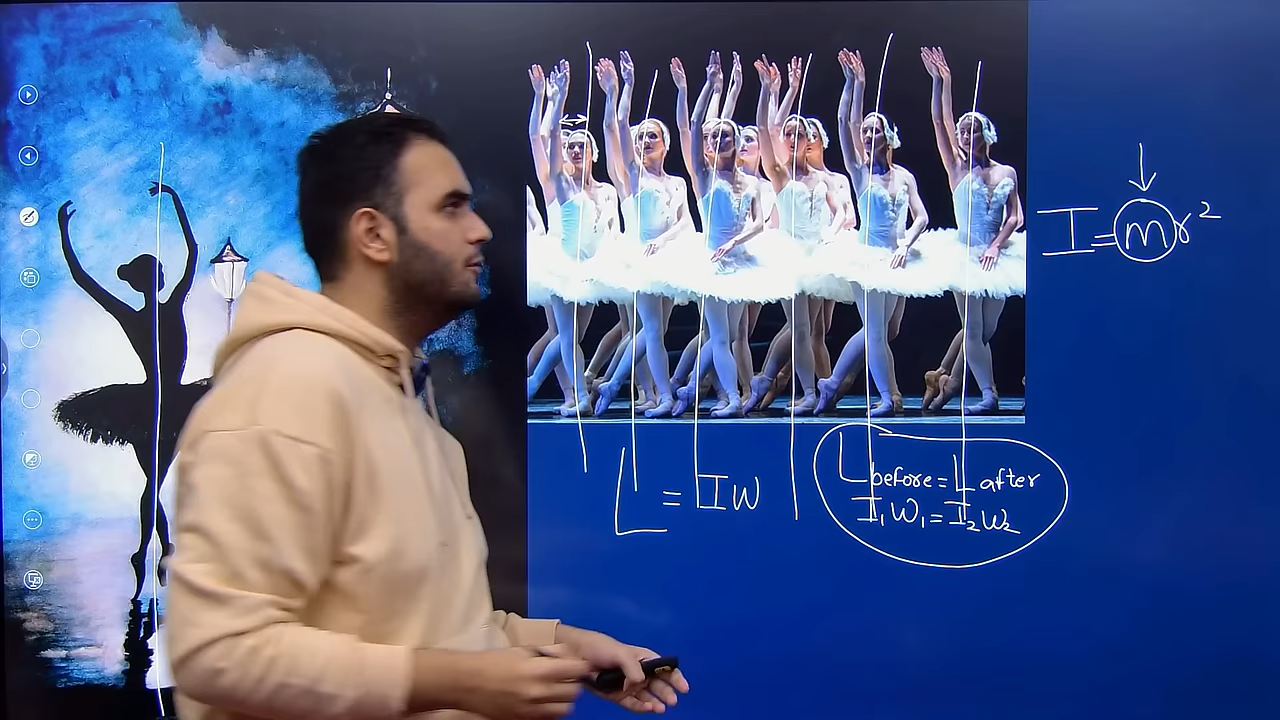 I = mr²
L = Iω
L before = L after
I₁ω₁ = I₂ω₂